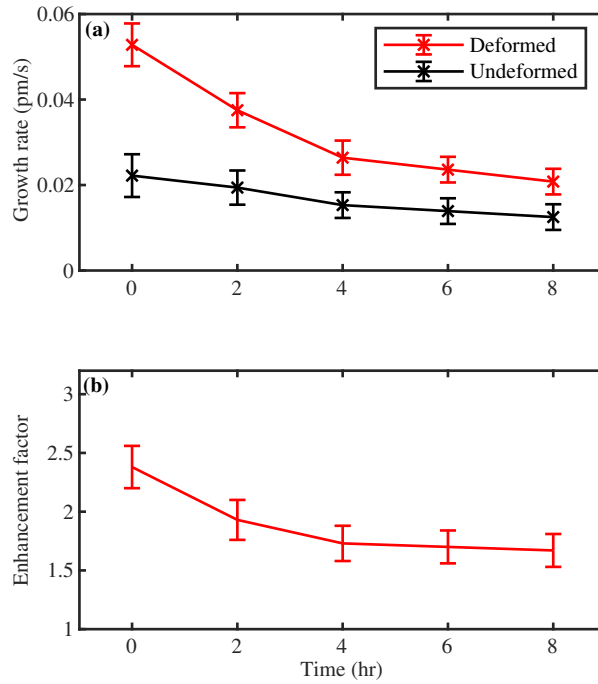 0.06
(a)
Deformed
Undeformed
0.04
0.02
0
Growth rate (pm/s)
0 2 4 6 8
(b)
3
2.5
2
1.5
1
Enhancement factor
0 2 4 6 8
Time (hr)